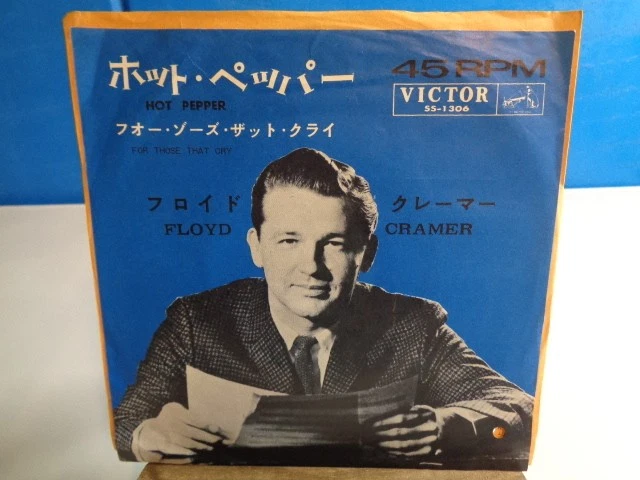 ホット・ペッパー
45 RPM
HOT PEPPER
VICTOR
SS-1306
フオー・ゾーズ・ザット・クライ
FOR THOSE THAT CRY
フロイド クレーマー
FLOYD CRAMER